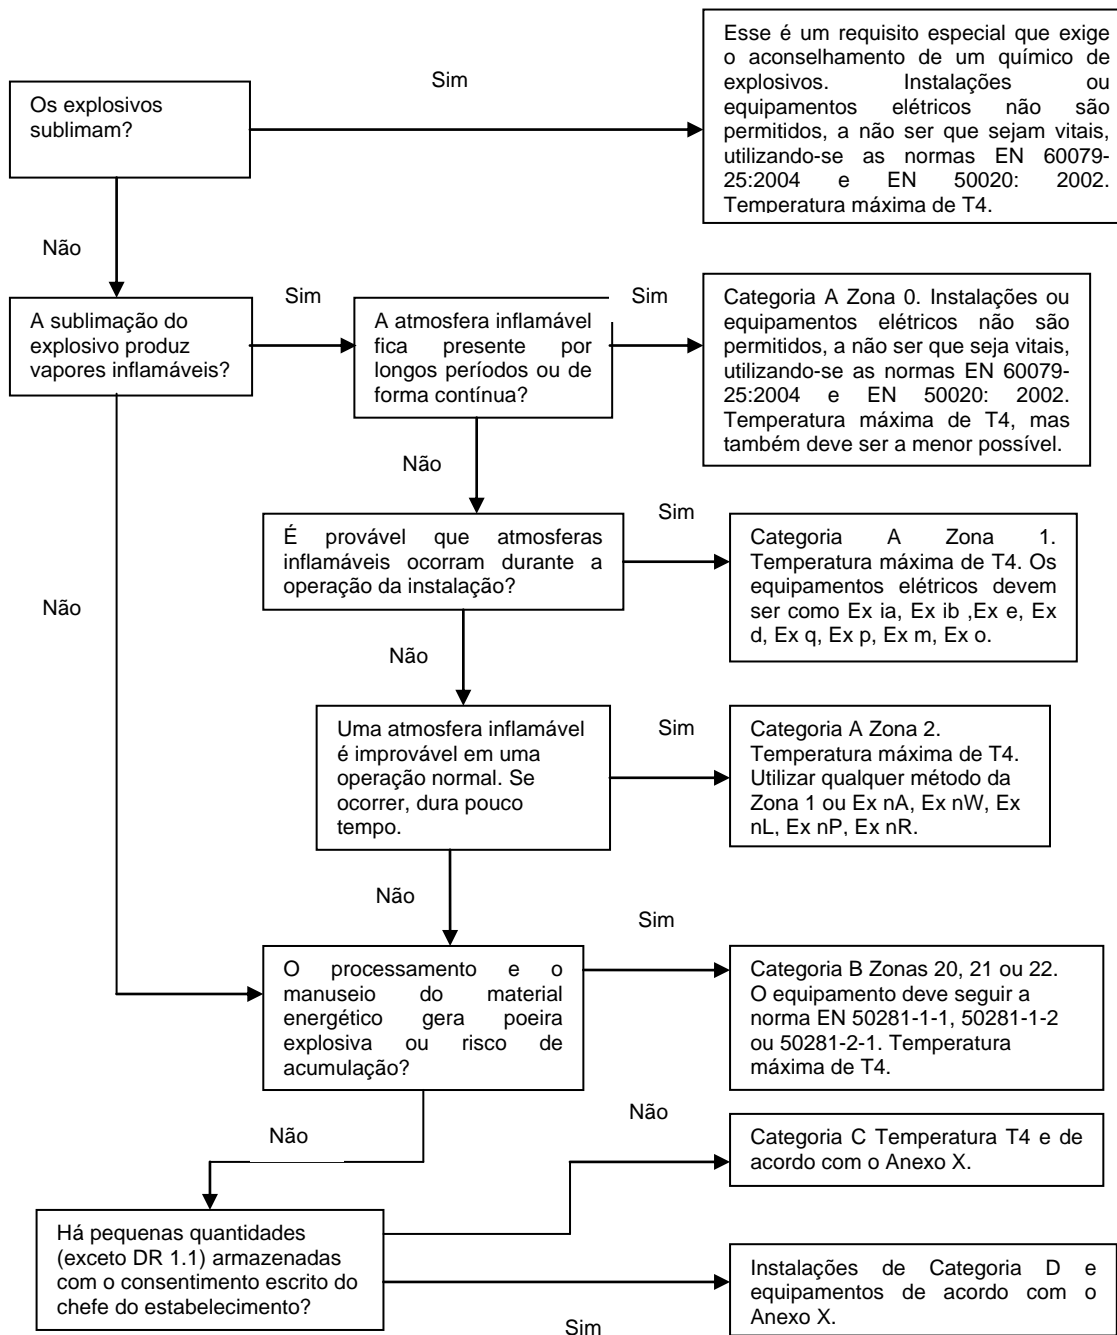 Esse é um requisito especial que exige
o aconselhamento de um químico de
explosivos. Instalações ou
equipamentos elétricos não são
permitidos, a não ser que sejam vitais,
utilizando-se as normas EN 60079-
25:2004 e EN 50020: 2002.
Temperatura máxima de T4.
Sim
Os explosivos
sublimam?
Não
A sublimação do
explosivo produz
vapores inflamáveis?
Sim
A atmosfera inflamável
fica presente por
longos períodos ou de
forma contínua?
Sim
Categoria A Zona 0. Instalações ou
equipamentos elétricos não são
permitidos, a não ser que seja vitais,
utilizando-se as normas EN 60079-
25:2004 e EN 50020: 2002.
Temperatura máxima de T4, mas
também deve ser a menor possível.
Não
Não
É provável que atmosferas
inflamáveis ocorram durante a
operação da instalação?
Sim
Categoria A Zona 1.
Temperatura máxima de T4. Os
equipamentos elétricos devem
ser como Ex ia, Ex ib ,Ex e, Ex
d, Ex q, Ex p, Ex m, Ex o.
Não
Uma atmosfera inflamável
é improvável em uma
operação normal. Se
ocorrer, dura pouco
tempo.
Sim
Categoria A Zona 2.
Temperatura máxima de T4.
Utilizar qualquer método da
Zona 1 ou Ex nA, Ex nW, Ex
nL, Ex nP, Ex nR.
Não
O processamento e o
manuseio do material
energético gera poeira
explosiva ou risco de
acumulação?
Sim
Categoria B Zonas 20, 21 ou 22.
O equipamento deve seguir a
norma EN 50281-1-1, 50281-1-2
ou 50281-2-1. Temperatura
máxima de T4.
Não
Há pequenas quantidades
(exceto DR 1.1) armazenadas
com o consentimento escrito do
chefe do estabelecimento?
Não
Categoria C Temperatura T4 e de
acordo com o Anexo X.
Sim
Instalações de Categoria D e
equipamentos de acordo com o
Anexo X.